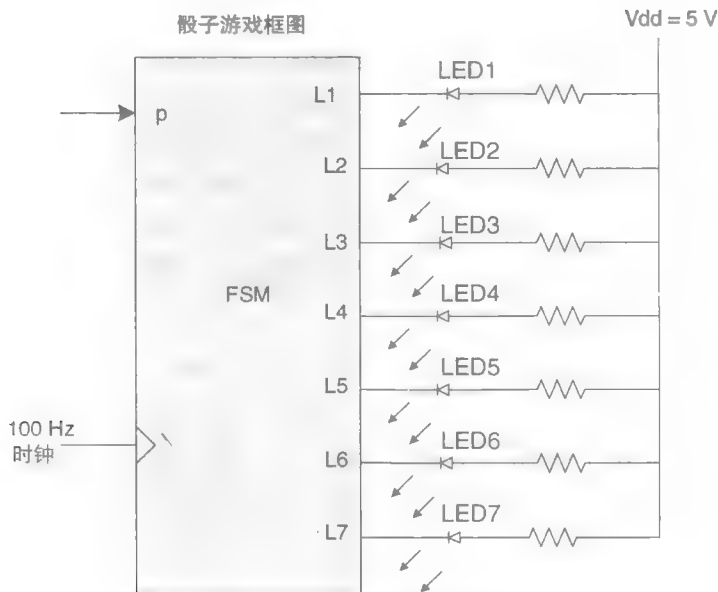 骰子游戏框图
Vdd = 5 V
p
L1
LED1
L2
LED2
L3
LED3
FSM
L4
LED4
L5
LED5
100 Hz
时钟
L6
LED6
L7
LED7